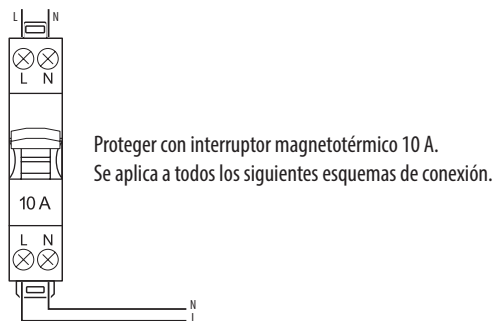 L N
L N
Proteger con interruptor magnetotérmico 10 A.
Se aplica a todos los siguientes esquemas de conexión.
10 A
L N
N
L